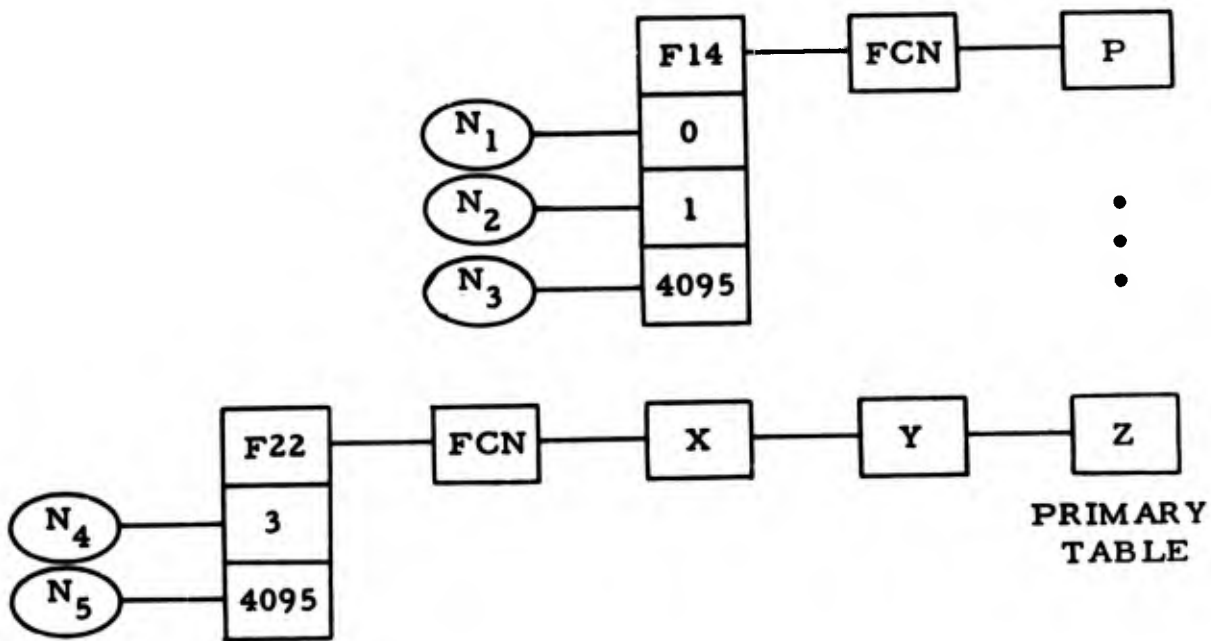 F14 FCN P
N1 0
N2 1
N3 4095
F22 FCN X Y Z
N4 3
N5 4095
PRIMARY
TABLE